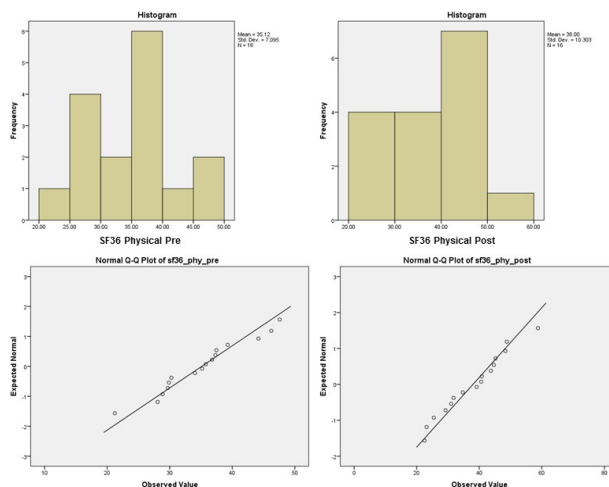 Histogram
Mean = 35.12
Std. Dev. = 7.095
N = 16
Frequency
6
5
4
3
2
1
0
20.00 25.00 30.00 35.00 40.00 45.00 50.00
SF36 Physical Pre
Histogram
Mean = 38.00
Std. Dev. = 10.303
N = 16
Frequency
6
4
2
0
20.00 30.00 40.00 50.00 60.00
SF36 Physical Post
Normal Q-Q Plot of sf36_phy_pre
Expected Normal
3
2
1
0
-1
-2
-3
10 20 30 40 50
Observed Value
Normal Q-Q Plot of sf36_phy_post
Expected Normal
3
2
1
0
-1
-2
0 20 40 60 80
Observed Value